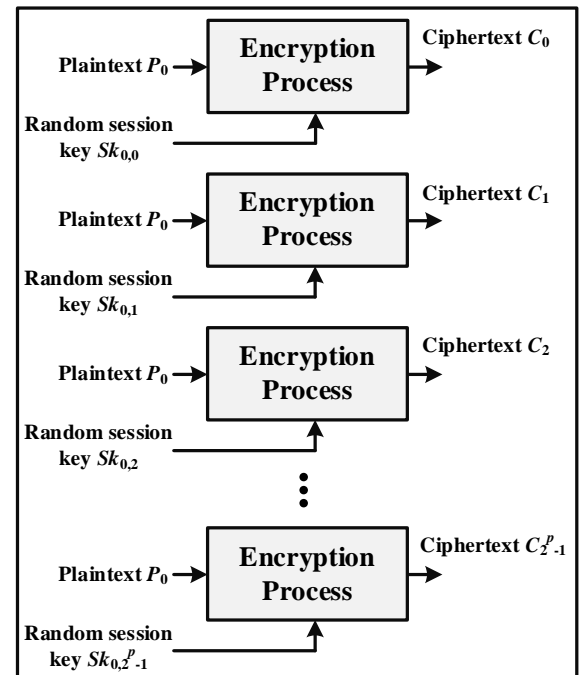 Ciphertext C₀
Plaintext P₀
Encryption
Process
Random session
key Sk₀,₀
Ciphertext C₁
Plaintext P₀
Encryption
Process
Random session
key Sk₀,₁
Ciphertext C₂
Plaintext P₀
Encryption
Process
Random session
key Sk₀,₂
Ciphertext C₂ᵖ₋₁
Plaintext P₀
Encryption
Process
Random session
key Sk₀,₂ᵖ₋₁